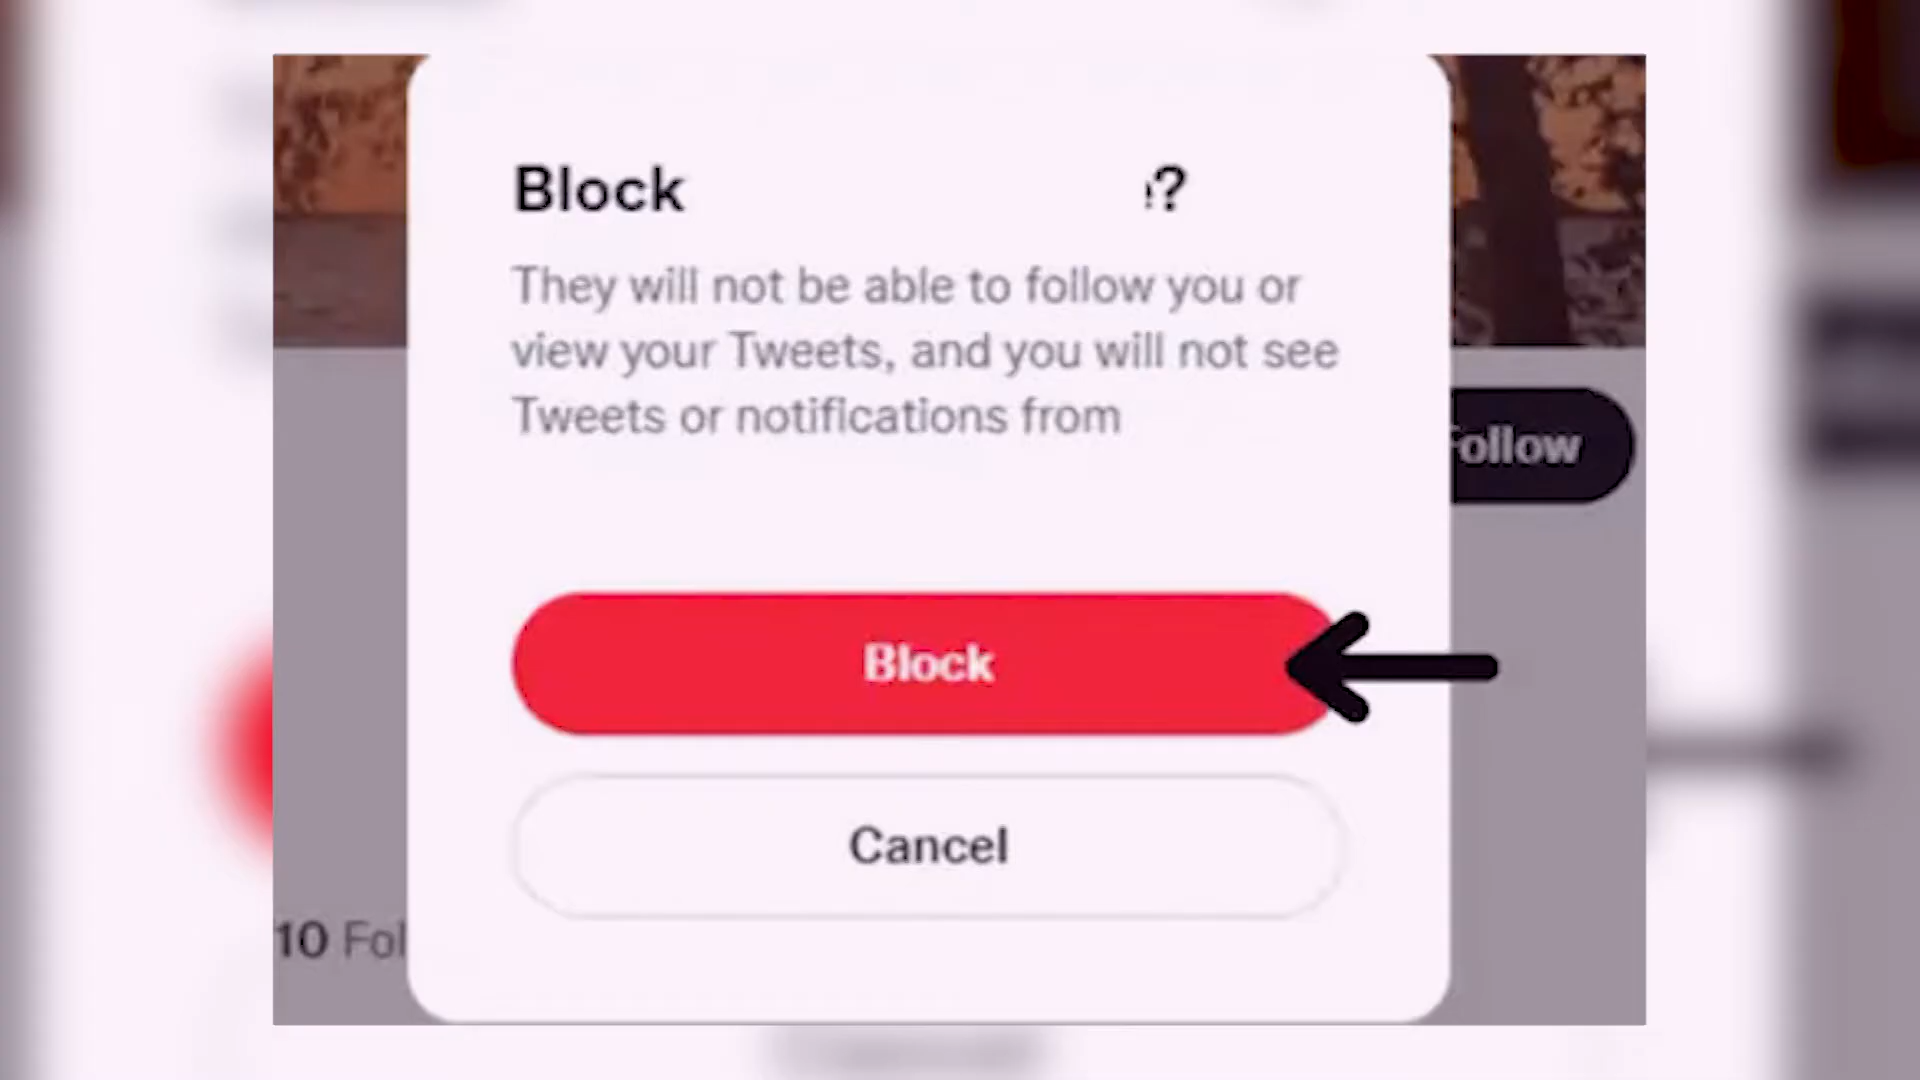 Block ?
They will not be able to follow you or
view your Tweets, and you will not see
Tweets or notifications from
Follow
Block
Cancel
10 Fol